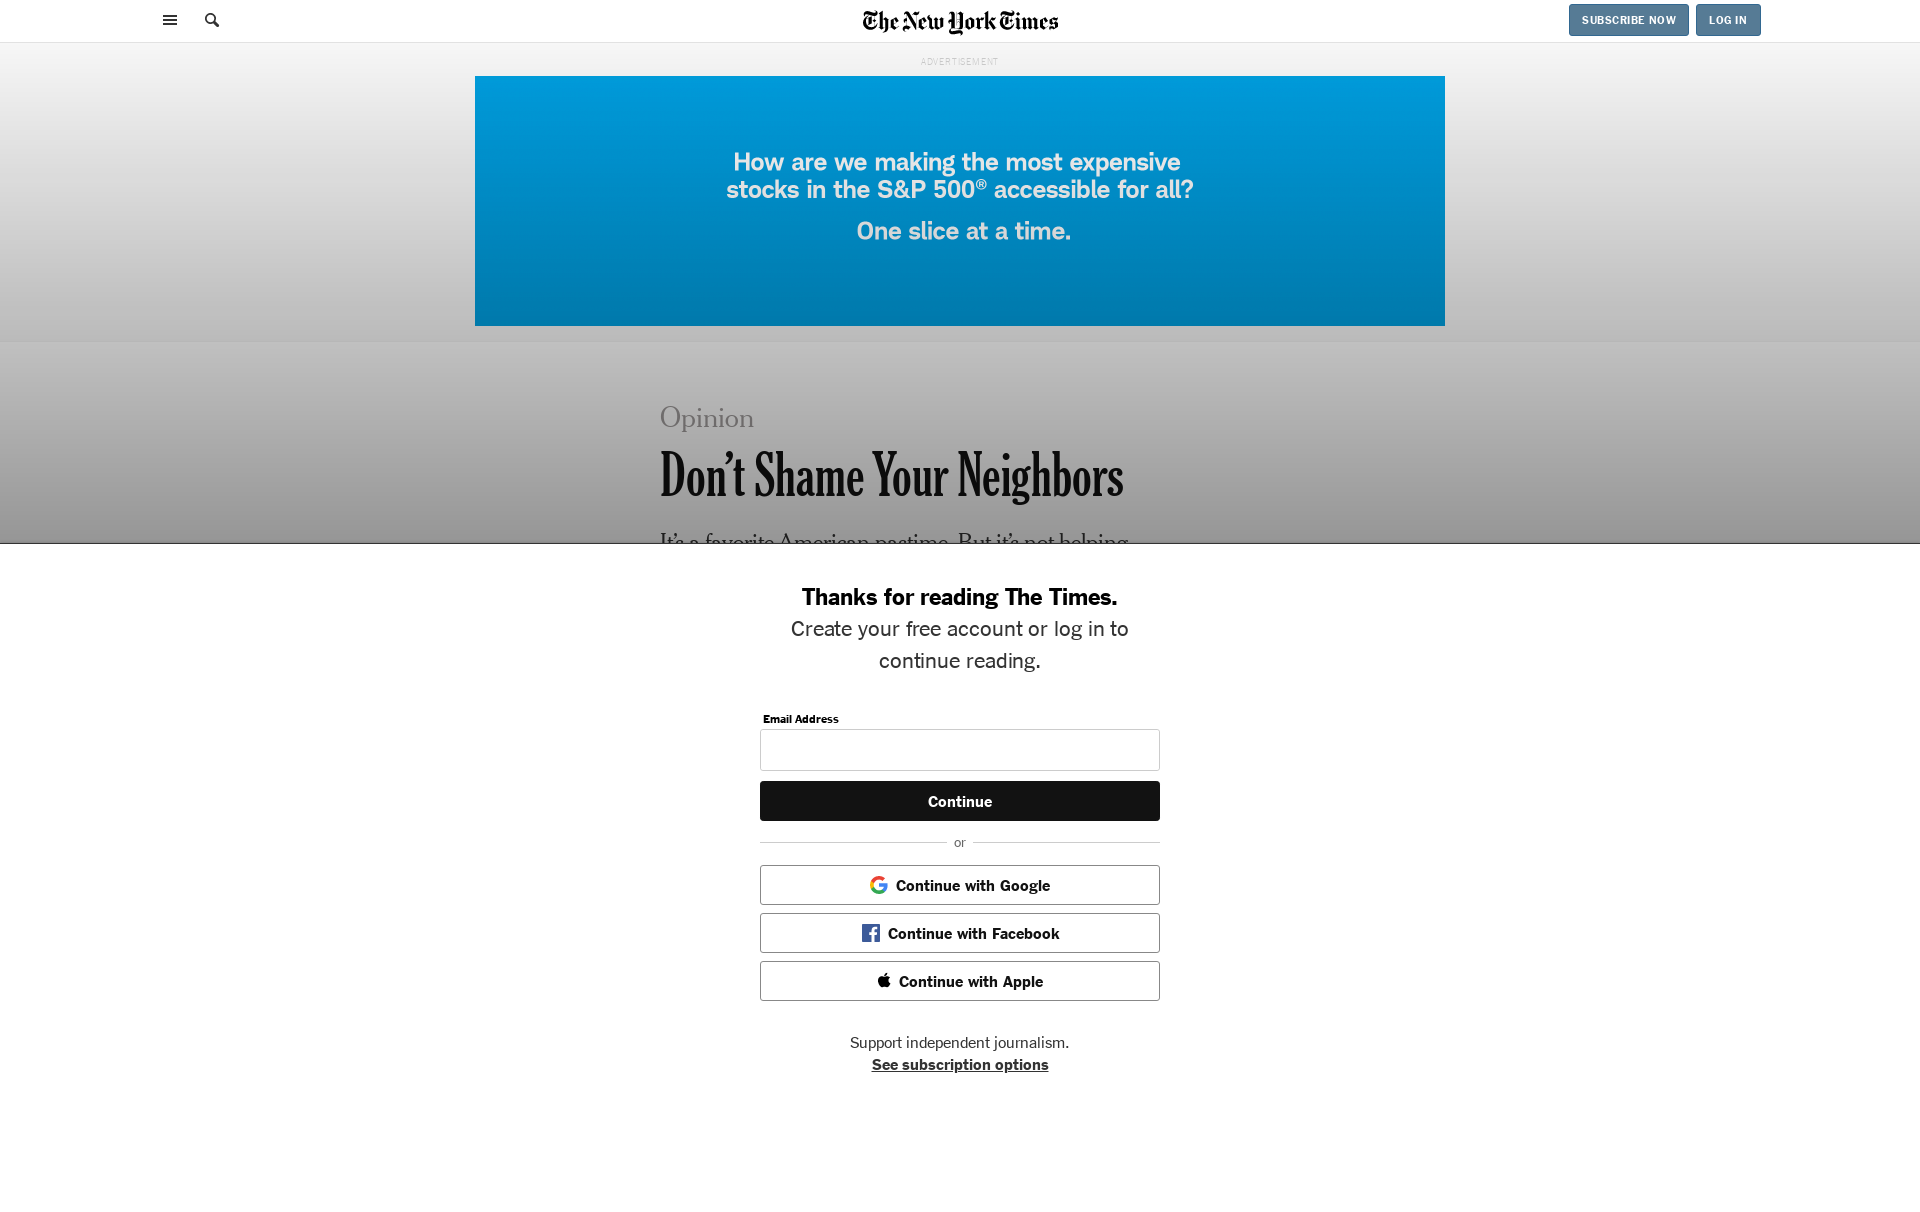 The New York Times
SUBSCRIBE NOW
LOG IN
ADVERTISEMENT
How are we making the most expensive
stocks in the S&P 500® accessible for all?
One slice at a time.
Opinion
Don’t Shame Your Neighbors
It’s a favorite American pastime. But it’s not helping
Thanks for reading The Times.
Create your free account or log in to
continue reading.
Email Address
Continue
or
Continue with Google
Continue with Facebook
Continue with Apple
Support independent journalism.
See subscription options